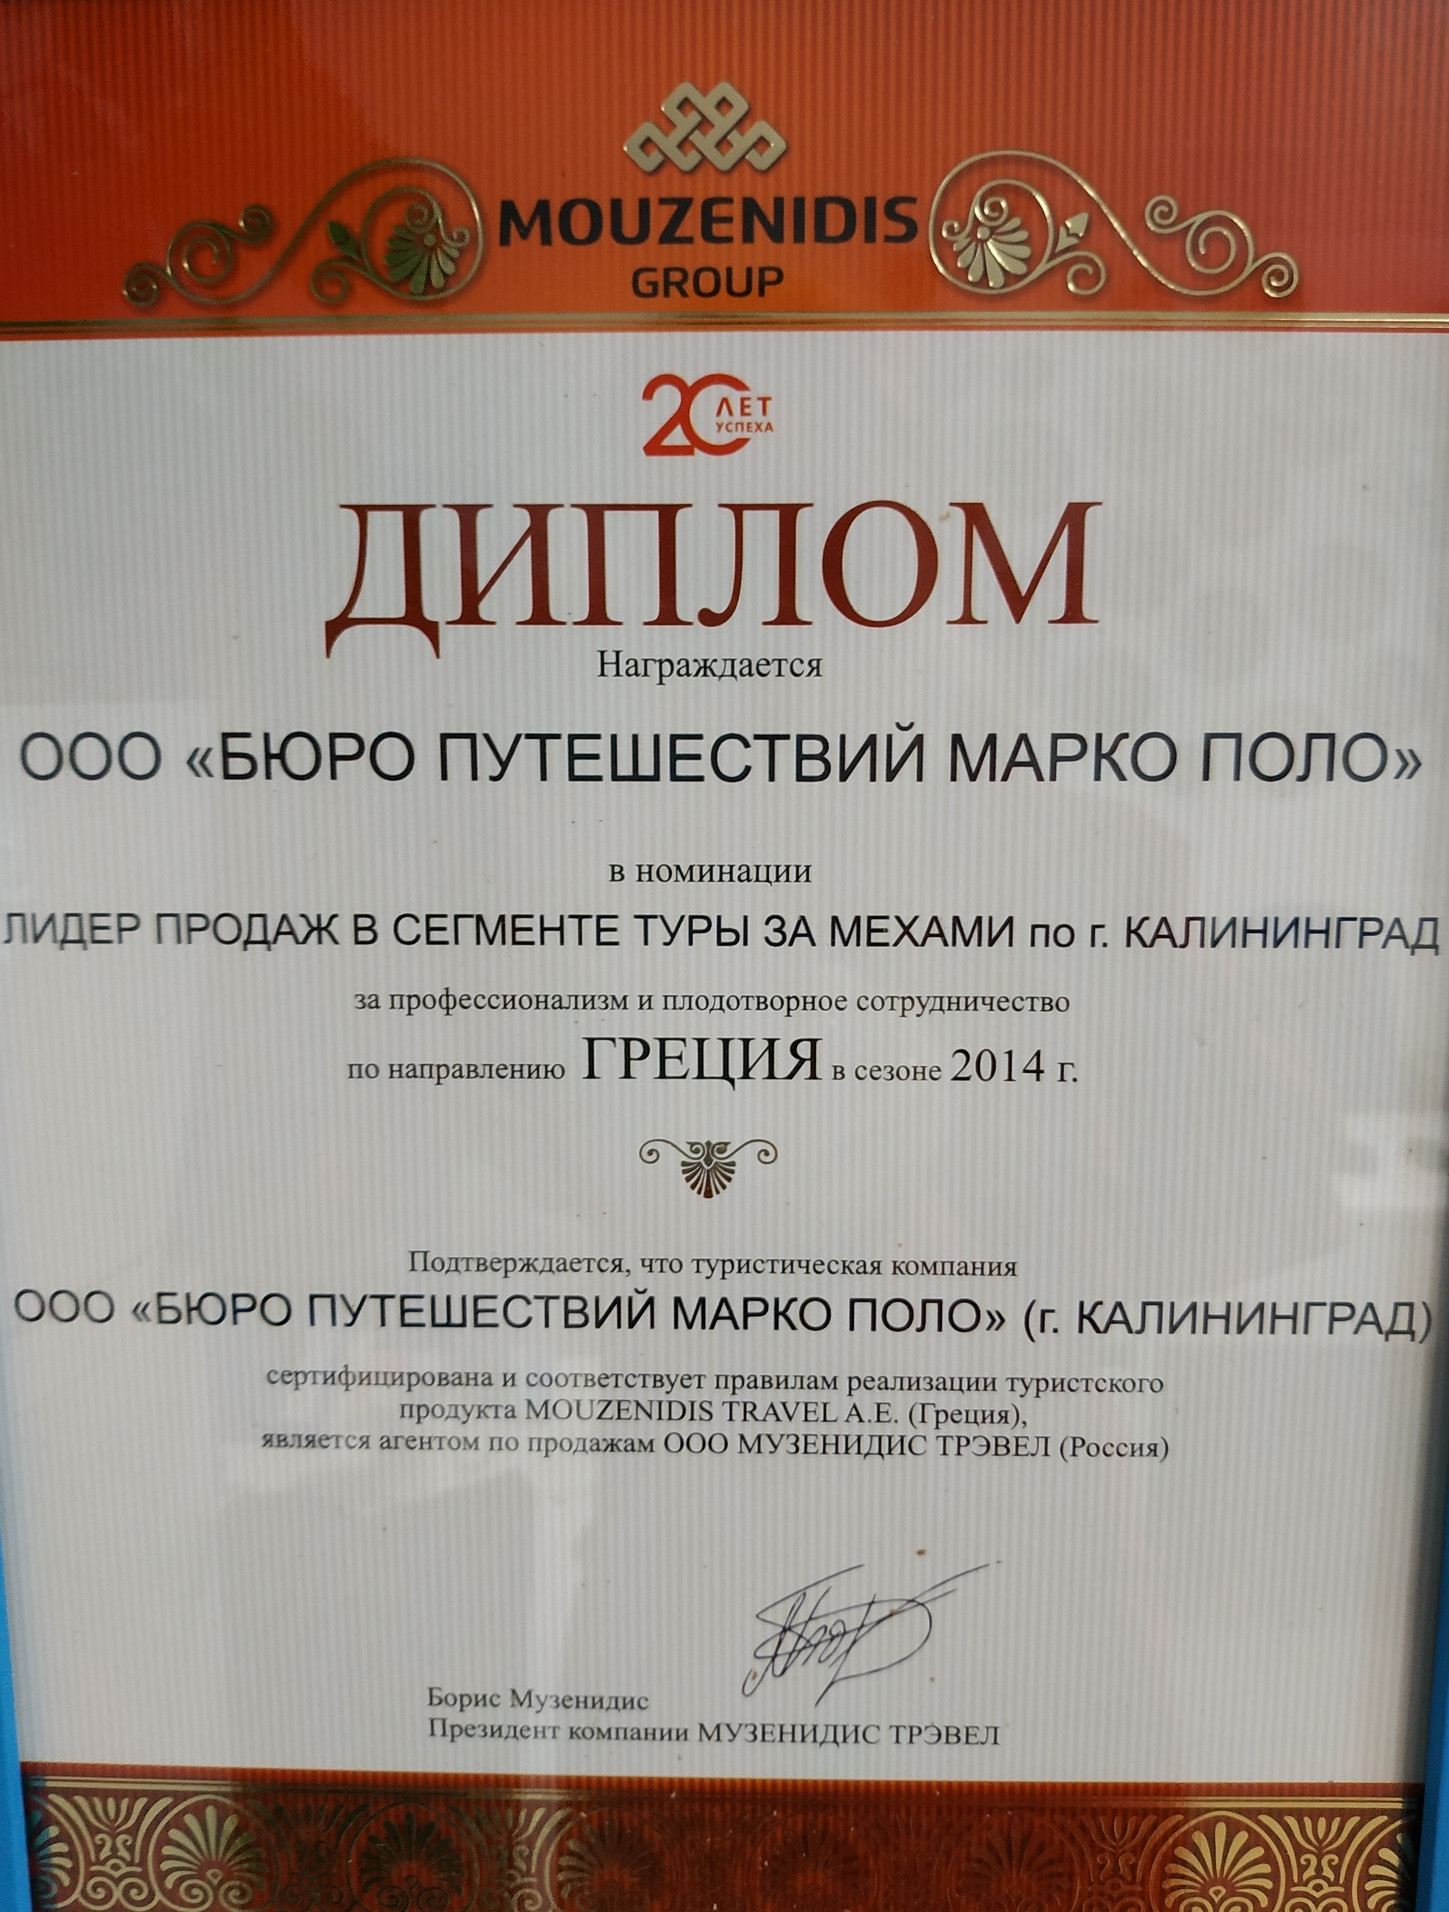 MOUZENIDIS
GROUP
20 ЛЕТ
УСПЕХА
ДИПЛОМ
Награждается
ООО «БЮРО ПУТЕШЕСТВИЙ МАРКО ПОЛО»
в номинации
ЛИДЕР ПРОДАЖ В СЕГМЕНТЕ ТУРЫ ЗА МЕХАМИ по г. КАЛИНИНГРАД
за профессионализм и плодотворное сотрудничество
по направлению ГРЕЦИЯ в сезоне 2014 г.
Подтверждается, что туристическая компания
ООО «БЮРО ПУТЕШЕСТВИЙ МАРКО ПОЛО» (г. КАЛИНИНГРАД)
сертифицирована и соответствует правилам реализации туристского
продукта MOUZENIDIS TRAVEL A.E. (Греция),
является агентом по продажам ООО МУЗЕНИДИС ТРЭВЕЛ (Россия)
Борис Музенидис
Президент компании МУЗЕНИДИС ТРЭВЕЛ